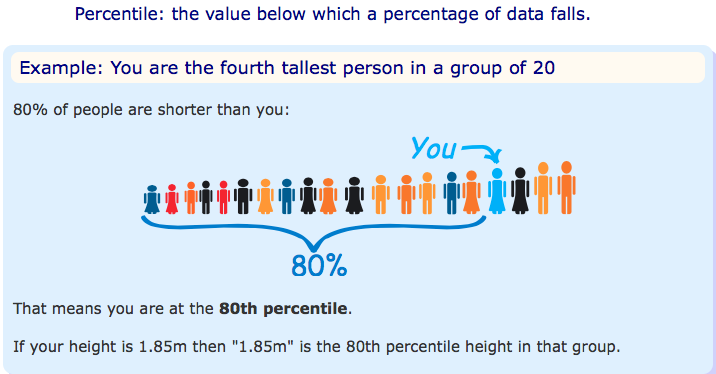 Percentile: the value below which a percentage of data falls.
Example: You are the fourth tallest person in a group of 20
80% of people are shorter than you:
You
80%
That means you are at the 80th percentile.
If your height is 1.85m then "1.85m" is the 80th percentile height in that group.